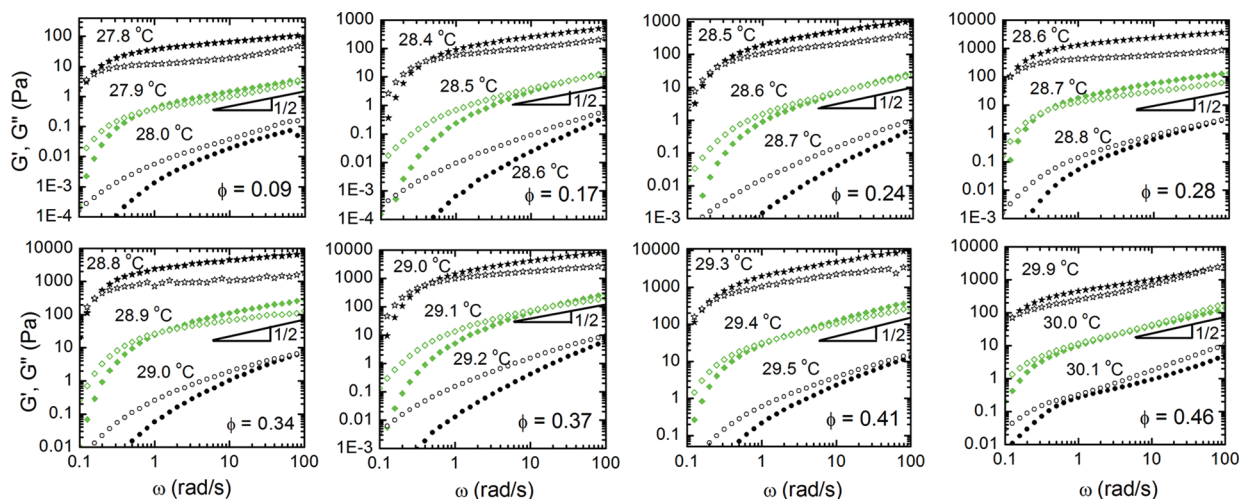 G', G" (Pa)
100
10
1
0.1
0.01
1E-3
1E-4
27.8 °C
27.9 °C
28.0 °C
1/2
ϕ = 0.09
1000
100
10
1
0.1
0.01
1E-3
1E-4
28.4 °C
28.5 °C
28.6 °C
1/2
ϕ = 0.17
1000
100
10
1
0.1
0.01
1E-3
28.5 °C
28.6 °C
28.7 °C
1/2
ϕ = 0.24
10000
1000
100
10
1
0.1
0.01
1E-3
28.6 °C
28.7 °C
28.8 °C
1/2
ϕ = 0.28
G', G" (Pa)
10000
1000
100
10
1
0.1
0.01
28.8 °C
28.9 °C
29.0 °C
1/2
ϕ = 0.34
0.1 1 10 100
ω (rad/s)
10000
1000
100
10
1
0.1
0.01
1E-3
29.0 °C
29.1 °C
29.2 °C
1/2
ϕ = 0.37
0.1 1 10 100
ω (rad/s)
10000
1000
100
10
1
0.1
29.3 °C
29.4 °C
29.5 °C
1/2
ϕ = 0.41
0.1 1 10 100
ω (rad/s)
10000
1000
100
10
1
0.1
0.01
29.9 °C
30.0 °C
30.1 °C
1/2
ϕ = 0.46
0.1 1 10 100
ω (rad/s)